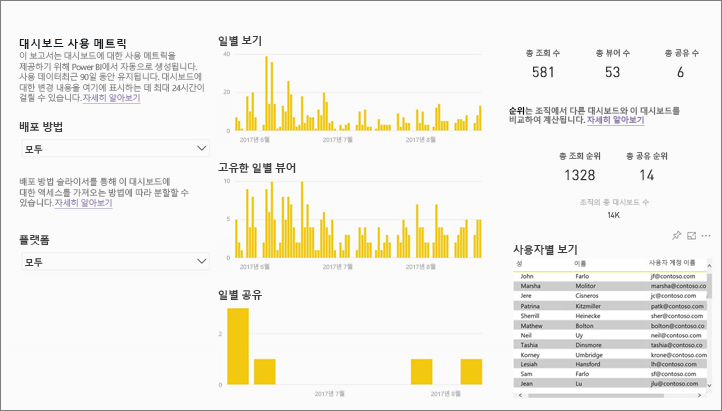 대시보드 사용 메트릭
이 보고서는 대시보드에 대한 사용 메트릭을
제공하기 위해 Power BI에서 자동으로 생성됩니다.
사용 데이터최근 90일 동안 유지됩니다. 대시보드에
대한 변경 내용을 여기에 표시하는 데 최대 24시간이
걸릴 수 있습니다.자세히 알아보기
배포 방법
모두
배포 방법 슬라이서를 통해 이 대시보드에
대한 액세스를 가져오는 방법에 따라 분할할 수
있습니다.자세히 알아보기
플랫폼
모두
일별 보기
40
20
0
2017년 6월 2017년 7월 2017년 8월
고유한 일별 뷰어
10
5
0
2017년 6월 2017년 7월 2017년 8월
일별 공유
2
0
2017년 7월 2017년 8월
총 조회 수 총 뷰어 수 총 공유 수
581 53 6
순위는 조직에서 다른 대시보드와 이 대시보드를
비교하여 계산됩니다. 자세히 알아보기
총 조회 순위 총 공유 순위
1328 14
조직의 총 대시보드 수
14K
사용자별 보기
성 이름 사용자 계정 이름
John Farlo jf@contoso.com
Marsha Molitor marsha@contoso.co
Jere Cisneros jc@contoso.com
Patrina Kitzmiller patk@contoso.com
Sherrill Heinecke sher@contoso.com
Mathew Bolton bolton@contoso.co
Neil Uy neil@contoso.com
Tashia Dinsmore tashia@contoso.co
Korney Umbridge krone@contoso.com
Lesiah Hansford lh@contoso.com
Sam Farlo sf@contoso.com
Jean Lu jlu@contoso.com